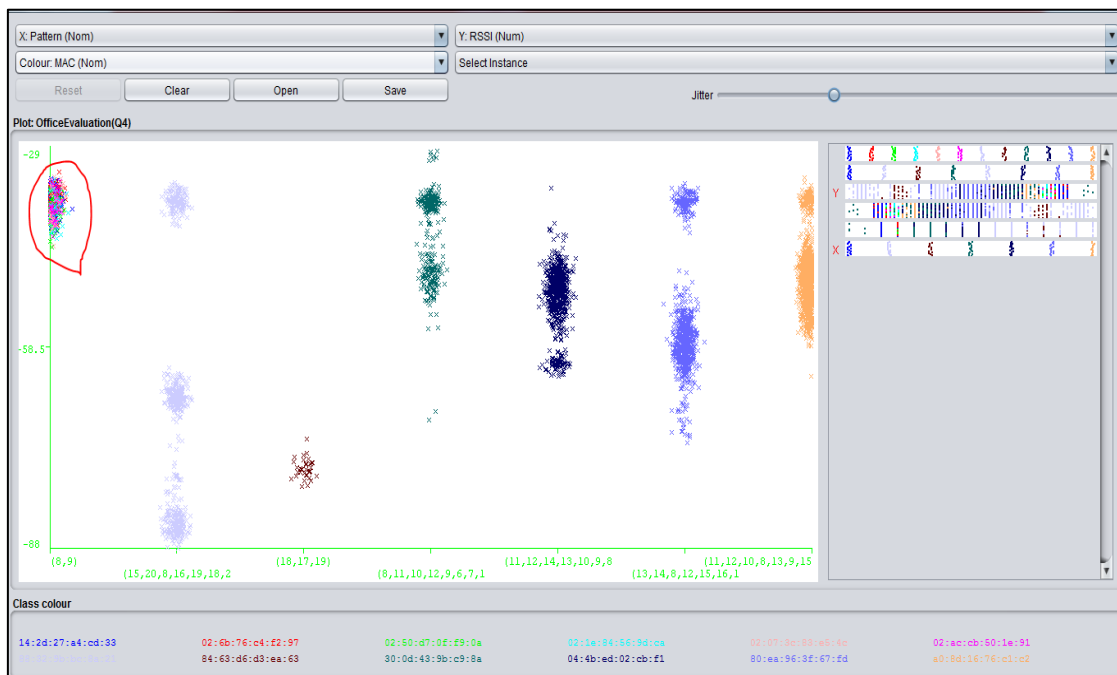 X: Pattern (Nom)
Y: RSSI (Num)
Colour: MAC (Nom)
Select Instance
Reset
Clear
Open
Save
Jitter
Plot: OfficeEvaluation(Q4)
-29
-58.5
-88
(8,9)
(15,20,8,16,19,18,2
(18,17,19)
(8,11,10,12,9,6,7,1
(11,12,14,13,10,9,8
(13,14,8,12,15,16,1
(11,12,10,8,13,9,15
Y
X
Class colour
14:2d:27:a4:cd:33
02:6b:76:c4:f2:97
02:50:d7:0f:f9:0a
02:1e:94:56:9d:ca
02:ac:cb:50:1e:91
84:63:d6:d3:ea:63
30:0d:43:9b:c9:8a
04:4b:ed:02:cb:f1
80:ea:96:3f:67:fd
a0:8d:16:76:c1:c2